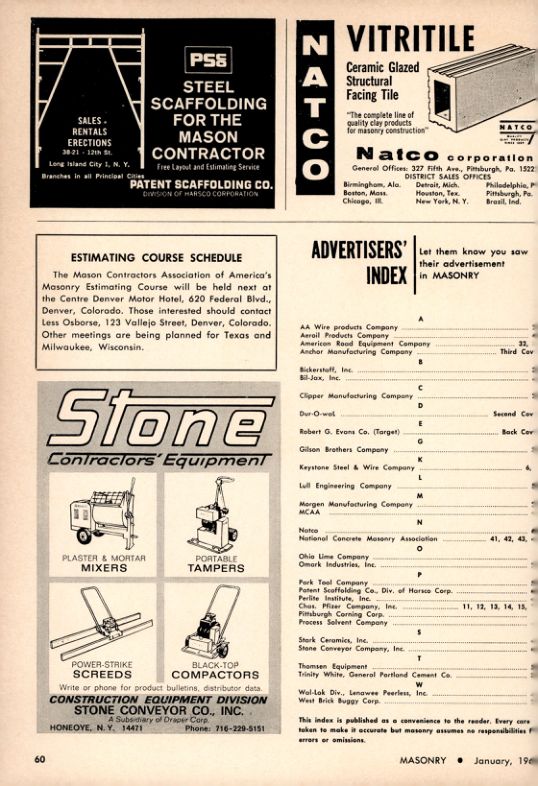 PSS
STEEL
SCAFFOLDING
FOR THE
MASON
CONTRACTOR
Free Layout and Estimating Service
SALES -
RENTALS
ERECTIONS
38-21 - 12th St.
Long Island City 1, N. Y.
Branches in all Principal Cities
PATENT SCAFFOLDING CO.
DIVISION OF HARSCO CORPORATION
NATCO
VITRITILE
Ceramic Glazed
Structural
Facing Tile
"The complete line of
quality clay products
for masonry construction"
NATCO
Natco corporation
General Offices: 327 Fifth Ave., Pittsburgh, Pa. 1522
DISTRICT SALES OFFICES
Birmingham, Ala. Detroit, Mich. Philadelphia, P
Boston, Mass. Houston, Tex. Pittsburgh, Pa.
Chicago, Ill. New York, N. Y. Brazil, Ind.
ESTIMATING COURSE SCHEDULE
The Mason Contractors Association of America's
Masonry Estimating Course will be held next at
the Centre Denver Motor Hotel, 620 Federal Blvd.,
Denver, Colorado. Those interested should contact
Less Osborse, 123 Vallejo Street, Denver, Colorado.
Other meetings are being planned for Texas and
Milwaukee, Wisconsin.
Stone
Contractors' Equipment
PLASTER & MORTAR
MIXERS
PORTABLE
TAMPERS
POWER-STRIKE
SCREEDS
BLACK-TOP
COMPACTORS
Write or phone for product bulletins, distributor data.
CONSTRUCTION EQUIPMENT DIVISION
STONE CONVEYOR CO., INC.
A Subsidiary of Draper Corp.
HONEOYE, N. Y. 14471 Phone: 716-229-5151
ADVERTISERS'
INDEX
Let them know you saw
their advertisement
in MASONRY
A
AA Wire products Company
Aeroil Products Company
American Road Equipment Company 32,
Anchor Manufacturing Company Third Cov
B
Bickerstaff, Inc.
Bil-Jax, Inc.
C
Clipper Manufacturing Company
D
Dur-O-wal Second Cov
E
Robert G. Evans Co. (Target) Back Cov
G
Gilson Brothers Company
K
Keystone Steel & Wire Company 6,
L
Lull Engineering Company
M
Morgen Manufacturing Company
MCAA
N
Natco
National Concrete Masonry Association 41, 42, 43,
O
Ohio Lime Company
Omark Industries, Inc.
P
Park Tool Company
Patent Scaffolding Co., Div. of Harsco Corp.
Perlite Institute, Inc.
Chas. Pfizer Company, Inc. 11, 12, 13, 14, 15,
Pittsburgh Corning Corp.
Process Solvent Company
S
Stark Ceramics, Inc.
Stone Conveyor Company, Inc.
T
Thomsen Equipment
Trinity White, General Portland Cement Co.
W
Wal-Lok Div., Lenawee Peerless, Inc.
West Brick Buggy Corp.
This index is published as a convenience to the reader. Every care
taken to make it accurate but masonry assumes no responsibilities f
errors or omissions.
60
MASONRY • January, 196